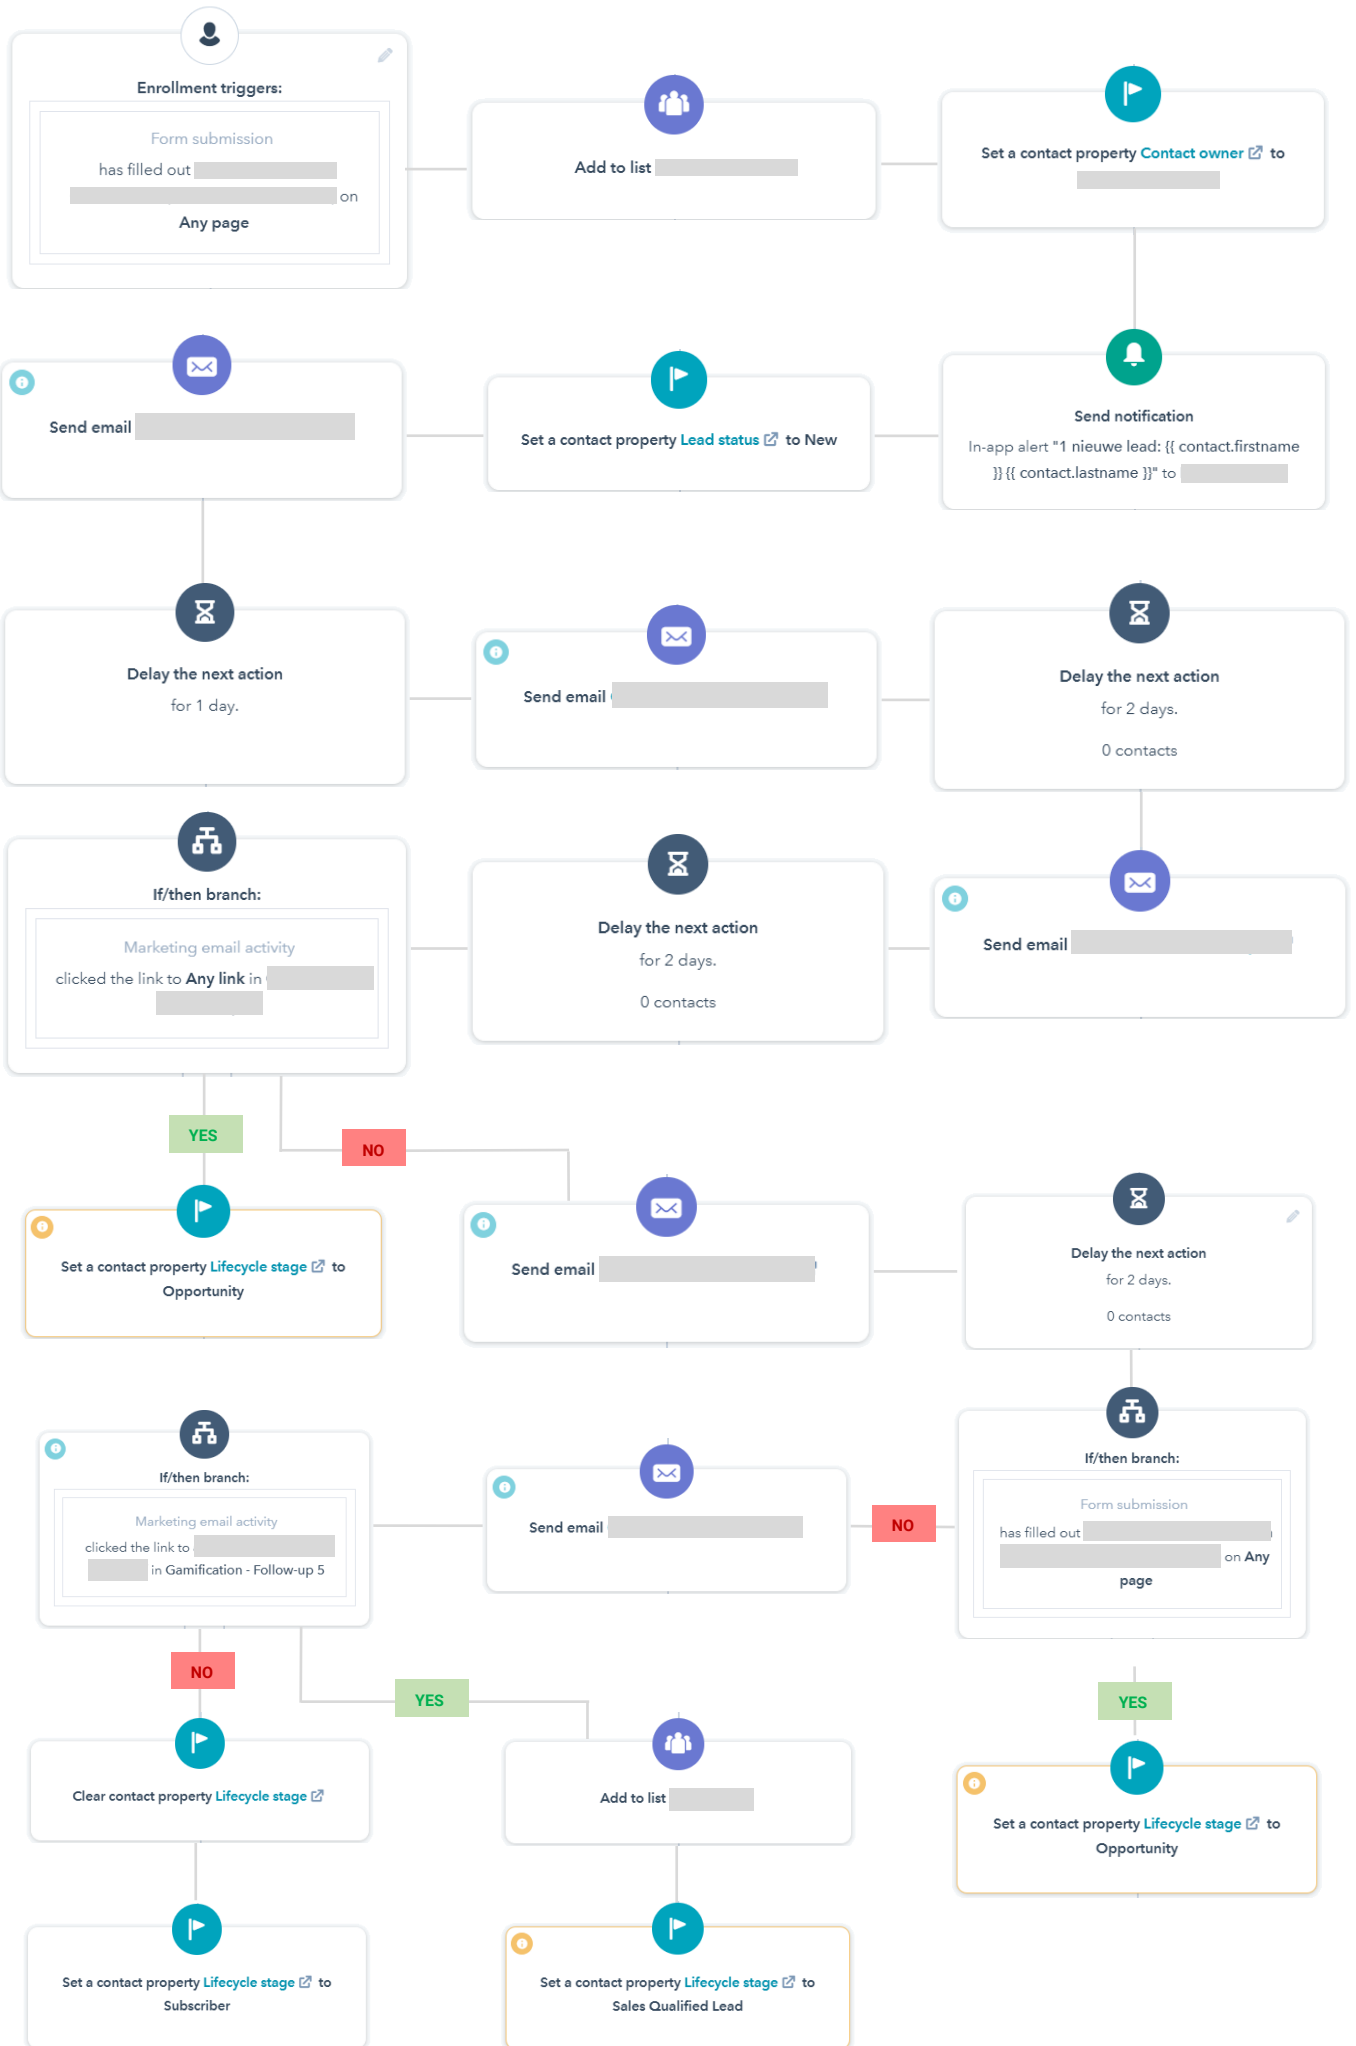 Enrollment triggers:
Form submission
has filled out
on
Any page
Add to list
Set a contact property Contact owner to
Send notification
In-app alert "1 nieuwe lead: {{ contact.firstname
}} {{ contact.lastname }}" to
Set a contact property Lead status to New
Send email
Delay the next action
for 1 day.
Send email
Delay the next action
for 2 days.
0 contacts
Send email
Delay the next action
for 2 days.
0 contacts
If/then branch:
Marketing email activity
clicked the link to Any link in
YES
NO
Set a contact property Lifecycle stage to
Opportunity
Send email
Delay the next action
for 2 days.
0 contacts
If/then branch:
Form submission
has filled out
on Any
page
NO
YES
Set a contact property Lifecycle stage to
Opportunity
Send email
If/then branch:
Marketing email activity
clicked the link to
in Gamification - Follow-up 5
NO
YES
Clear contact property Lifecycle stage
Set a contact property Lifecycle stage to
Subscriber
Add to list
Set a contact property Lifecycle stage to
Sales Qualified Lead